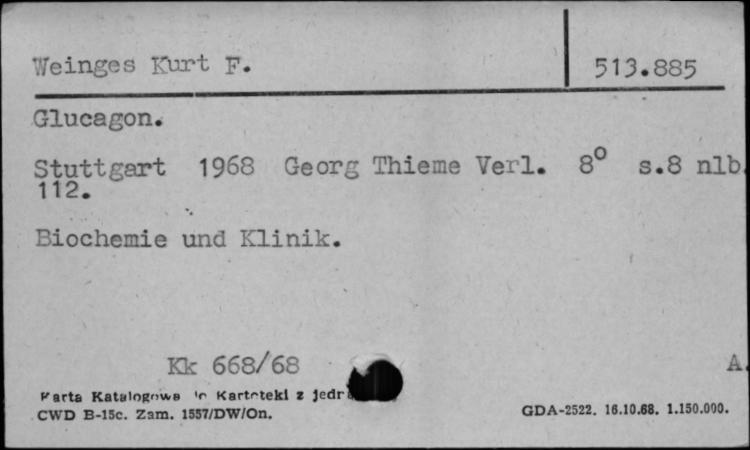 Weinges Kurt F. 513.885
Glucagon.
Stuttgart 1968 Georg Thieme Verl. 8° s.8 nlb.
112.
Biochemie und Klinik.
Kk 668/68 A.
Karta Katalogowa do Kartoteki z
CWD B-15c. Zam. 1557/DW/On. GDA-2522. 16.10.68. 1.150.000.